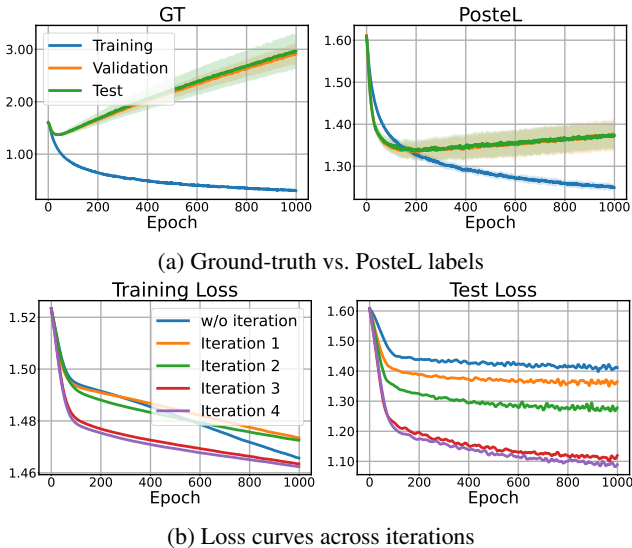 GT
PosteL
3.00
2.00
1.00
Training
Validation
Test
0 200 400 600 800 1000
Epoch
1.60
1.50
1.40
1.30
0 200 400 600 800 1000
Epoch
(a) Ground-truth vs. PosteL labels
Training Loss
Test Loss
1.52
1.50
1.48
1.46
w/o iteration
Iteration 1
Iteration 2
Iteration 3
Iteration 4
0 200 400 600 800 1000
Epoch
1.60
1.50
1.40
1.30
1.20
1.10
0 200 400 600 800 1000
Epoch
(b) Loss curves across iterations